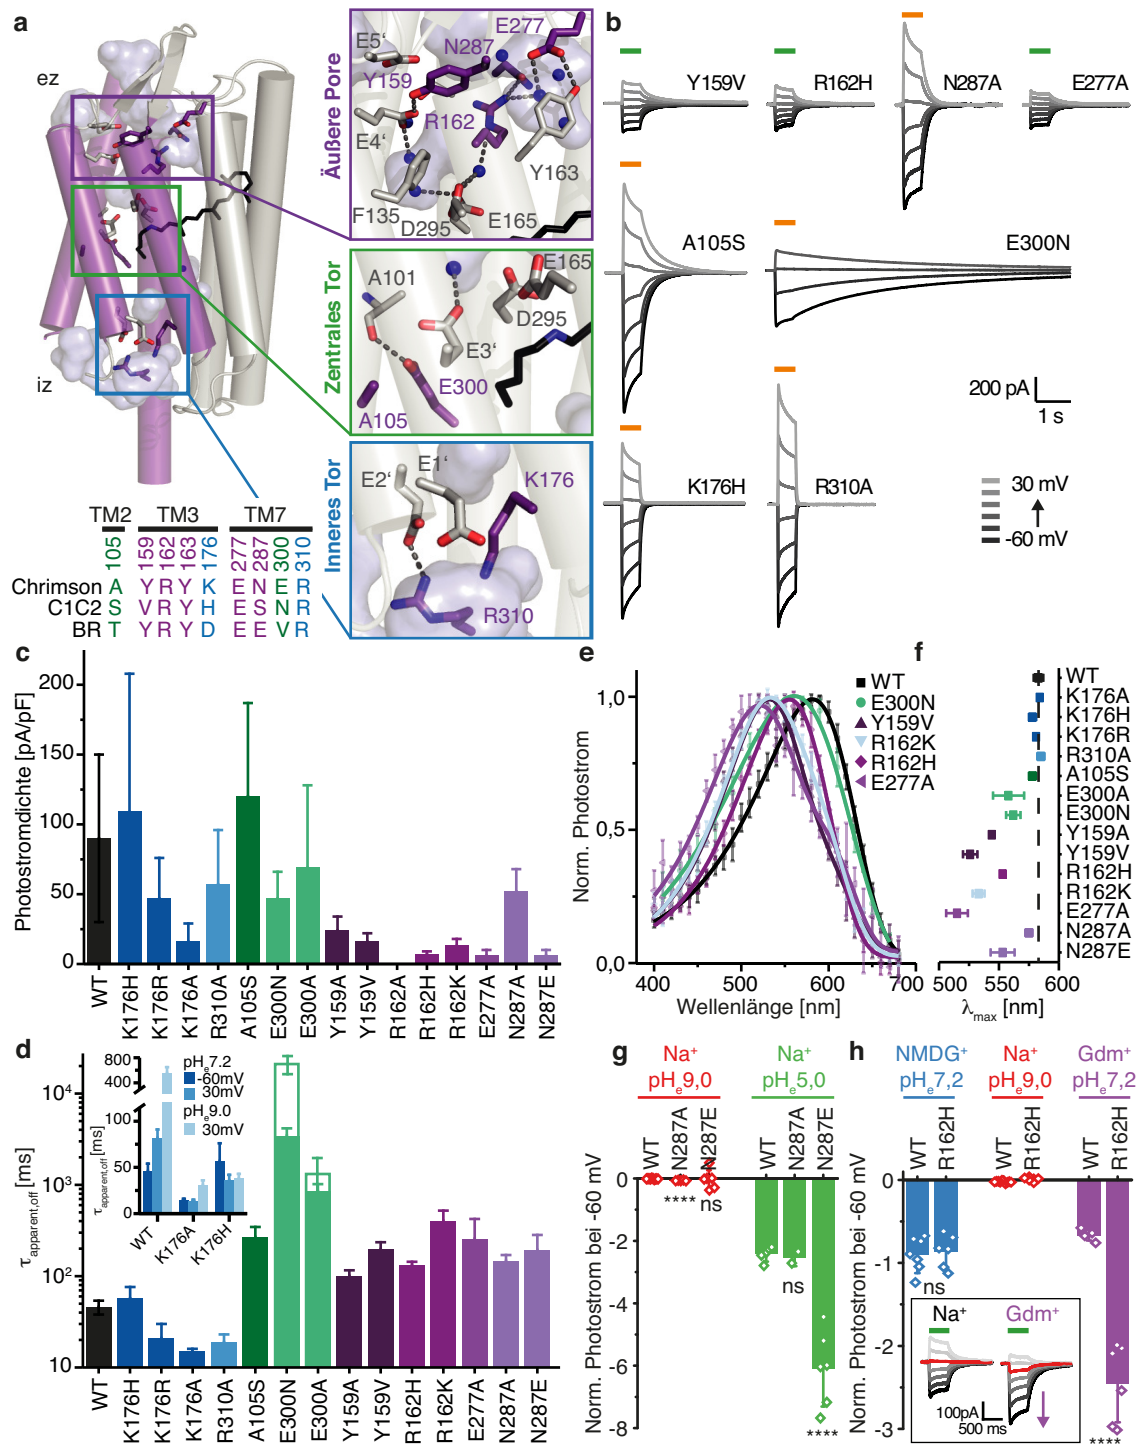 a
ez
iz
Äußere Pore
E277
N287
E5‘
Y159
R162
E4‘
Y163
F135
D295
E165
Zentrales Tor
E165
A101
D295
E3‘
E300
A105
Inneres Tor
E2‘
E1‘
K176
R310
TM2 TM3 TM7
105 159 162 163 176 277 287 300 310
Chrimson A Y R Y K E N E R
C1C2 S V R Y H E S N R
BR T Y R Y D E E V R
b
Y159V
R162H
N287A
E277A
A105S
E300N
K176H
R310A
200 pA
1 s
30 mV
-60 mV
c
Photostromdichte [pA/pF]
200
150
100
50
0
WT K176H K176R K176A R310A A105S E300N E300A Y159A Y159V R162A R162H R162K E277A N287A N287E
d
τapparent,off [ms]
10⁴
10³
10²
10
800
400
100
50
0
τapparent,off [ms]
pHe7.2
-60mV
30mV
pHe9.0
30mV
WT K176A K176H
WT K176H K176R K176A R310A A105S E300N E300A Y159A Y159V R162H R162K E277A N287A N287E
e
Norm. Photostrom
1,0
0,5
0,0
400 500 600 700
Wellenlänge [nm]
WT
E300N
Y159V
R162K
R162H
E277A
f
WT
K176A
K176H
K176R
R310A
A105S
E300A
E300N
Y159A
Y159V
R162H
R162K
E277A
N287A
N287E
500 550 600
λmax [nm]
g
Na⁺
pHe9,0
Na⁺
pHe5,0
WT N287A N287E
WT N287A N287E
Norm. Photostrom bei -60 mV
0
-2
-4
-6
-8
****
ns
ns
****
h
NMDG⁺
pHe7,2
Na⁺
pHe9,0
Gdm⁺
pHe7,2
WT R162H
WT R162H
WT R162H
Norm. Photostrom bei -60 mV
0
-1
-2
-3
ns
Na⁺
Gdm⁺
100pA
500 ms
****